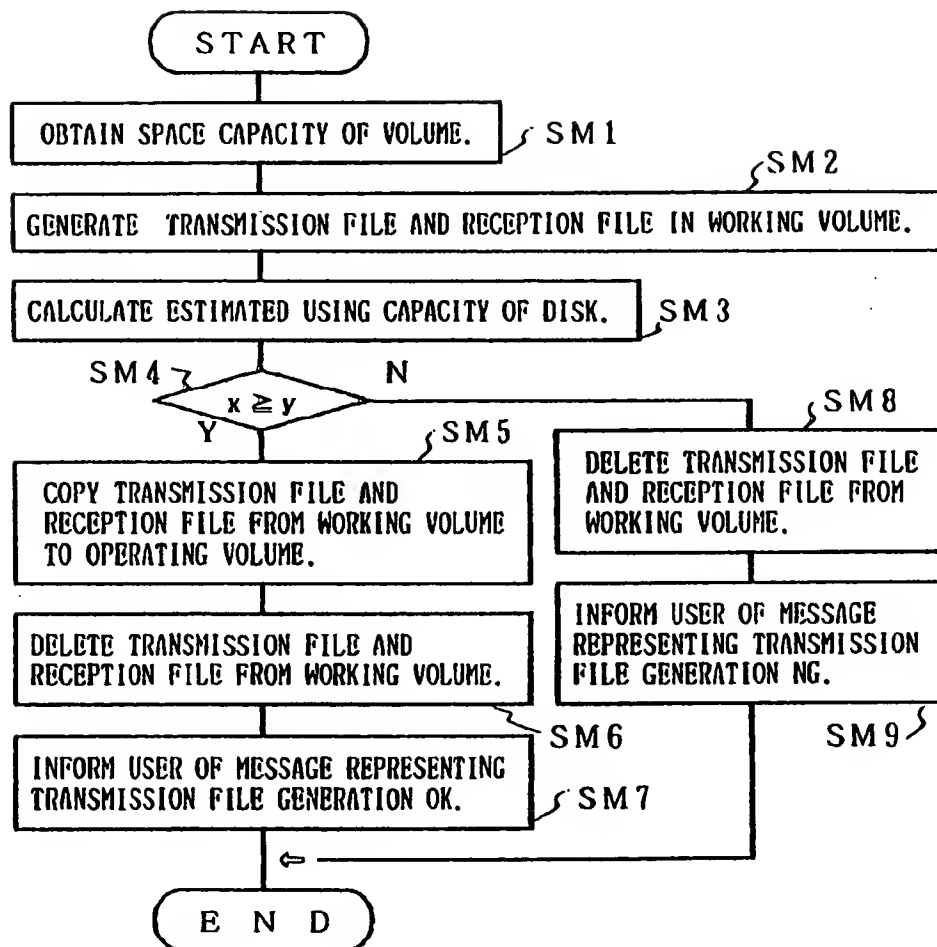 START
OBTAIN SPACE CAPACITY OF VOLUME.
SM1
SM2
GENERATE TRANSMISSION FILE AND RECEPTION FILE IN WORKING VOLUME.
CALCULATE ESTIMATED USING CAPACITY OF DISK.
SM3
SM4
N
x ≧ y
Y
SM5
COPY TRANSMISSION FILE AND
RECEPTION FILE FROM WORKING VOLUME
TO OPERATING VOLUME.
SM8
DELETE TRANSMISSION FILE
AND RECEPTION FILE FROM
WORKING VOLUME.
DELETE TRANSMISSION FILE AND
RECEPTION FILE FROM WORKING VOLUME.
SM6
INFORM USER OF MESSAGE
REPRESENTING TRANSMISSION
FILE GENERATION NG.
SM9
INFORM USER OF MESSAGE REPRESENTING
TRANSMISSION FILE GENERATION OK.
SM7
END